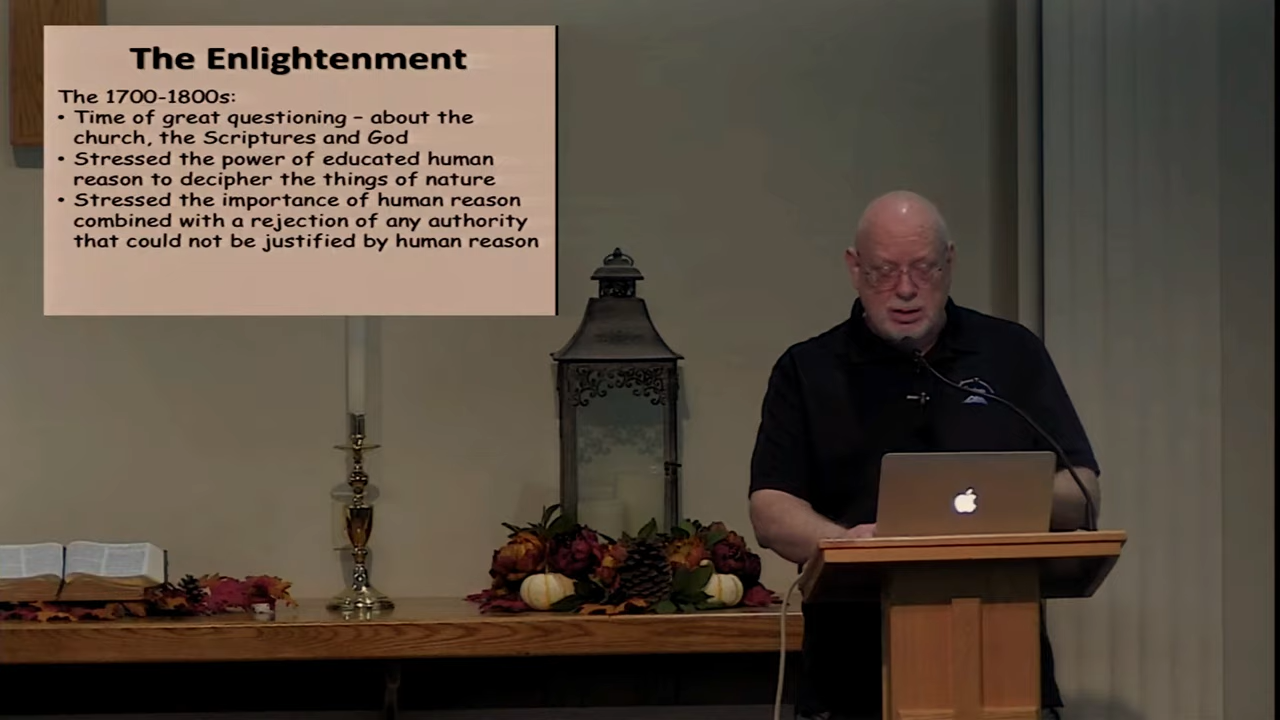 The Enlightenment
The 1700-1800s:
• Time of great questioning – about the
church, the Scriptures and God
• Stressed the power of educated human
reason to decipher the things of nature
• Stressed the importance of human reason
combined with a rejection of any authority
that could not be justified by human reason